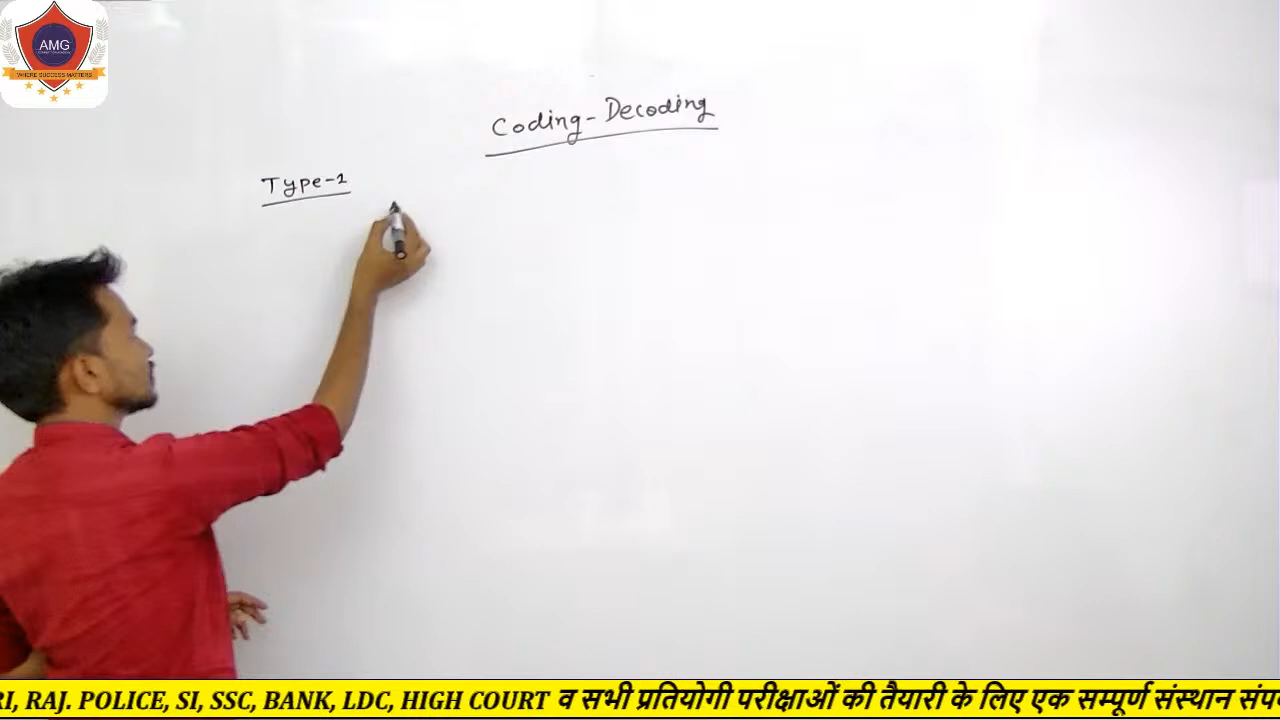 AMG
WHERE SUCCESS MATTERS
Coding-Decoding
Type-1
RI, RAJ. POLICE, SI, SSC, BANK, LDC, HIGH COURT व सभी प्रतियोगी परीक्षाओं की तैयारी के लिए एक सम्पूर्ण संस्थान संप